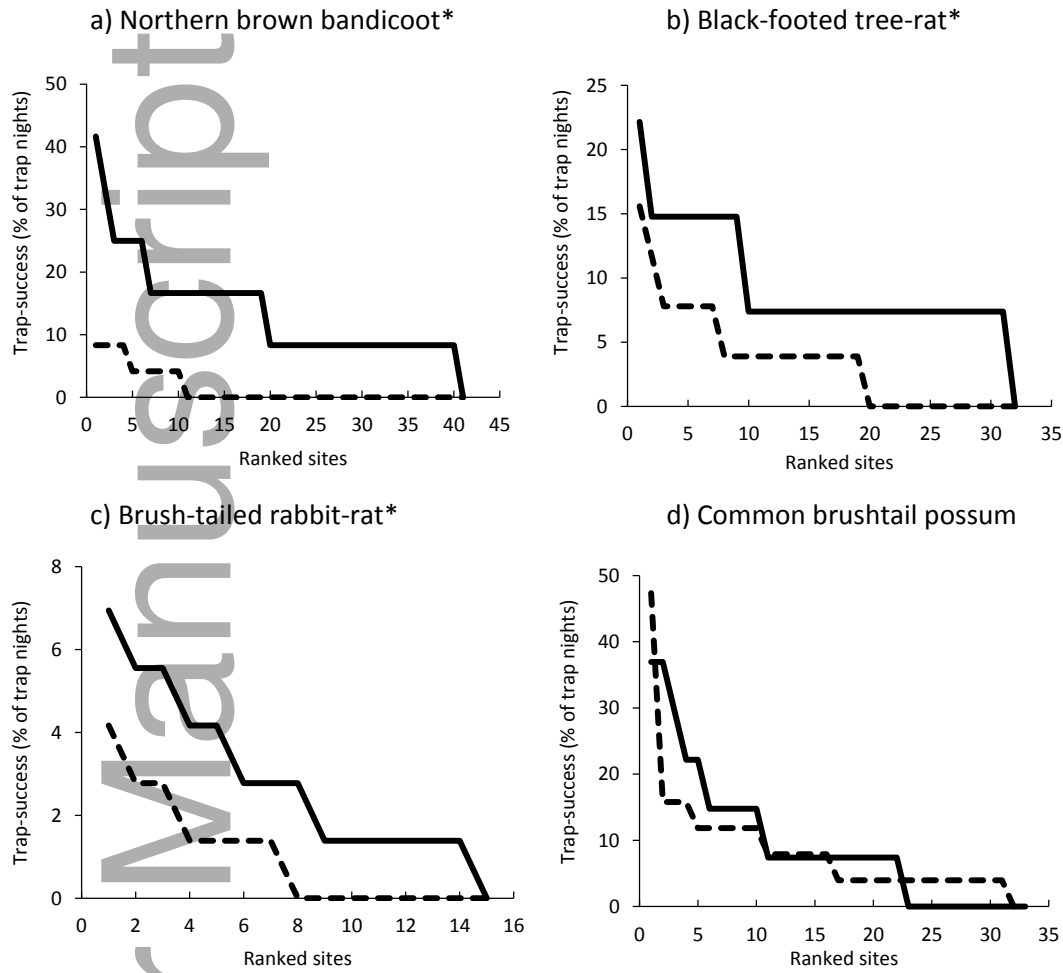 a) Northern brown bandicoot*
b) Black-footed tree-rat*
Trap-success (% of trap nights)
50
40
30
20
10
0
0 5 10 15 20 25 30 35 40 45
Ranked sites
Trap-success (% of trap nights)
25
20
15
10
5
0
0 5 10 15 20 25 30 35
Ranked sites
c) Brush-tailed rabbit-rat*
d) Common brushtail possum
Trap-success (% of trap nights)
8
6
4
2
0
0 2 4 6 8 10 12 14 16
Ranked sites
Trap-success (% of trap nights)
50
40
30
20
10
0
0 5 10 15 20 25 30 35
Ranked sites
Manuscript